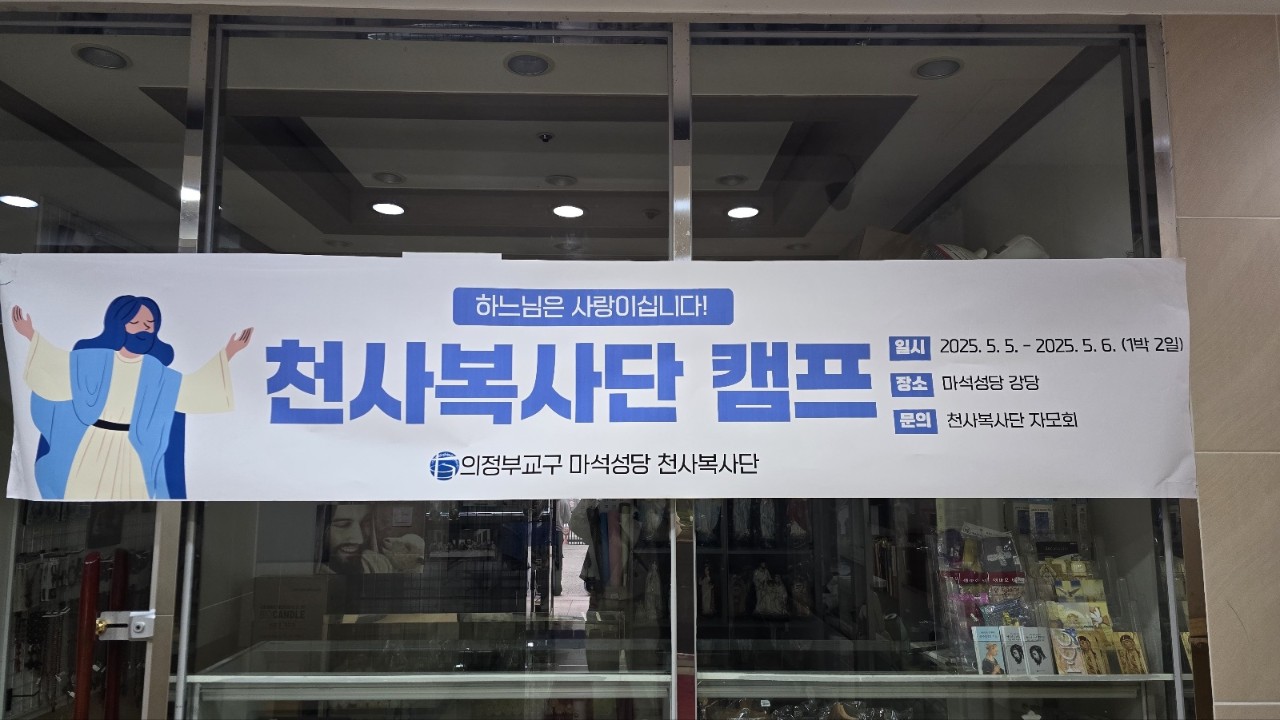 하느님은 사랑이십니다!
천사복사단 캠프
일시 2025. 5. 5. - 2025. 5. 6. (1박 2일)
장소 마석성당 강당
문의 천사복사단 자모회
의정부교구 마석성당 천사복사단
CANDLE